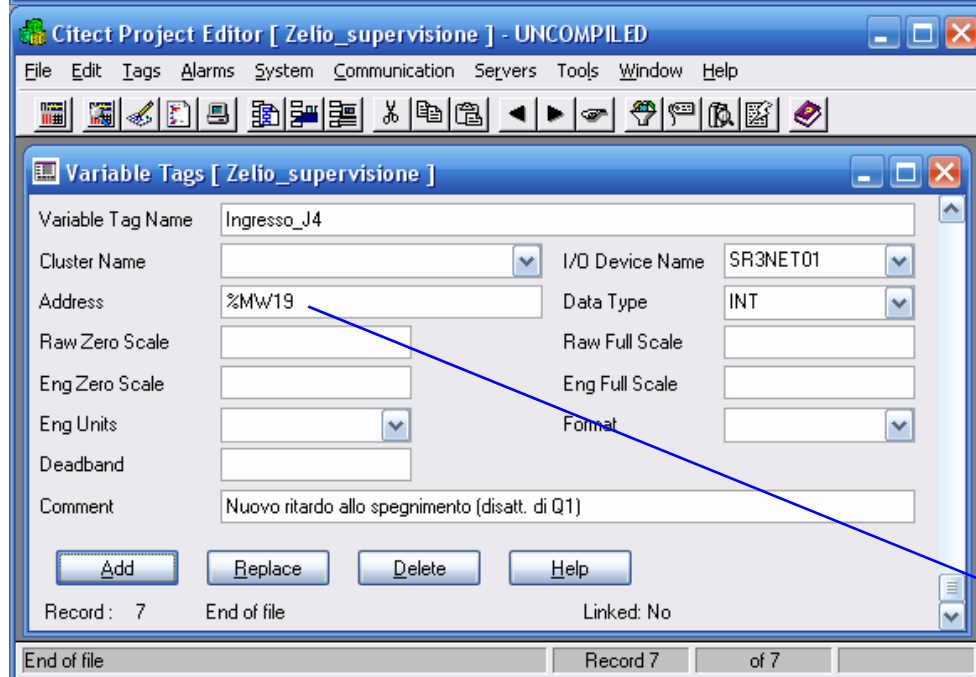 Citect Project Editor [ Zelio_supervisione ] - UNCOMPILED
File Edit Tags Alarms System Communication Servers Tools Window Help
Variable Tags [ Zelio_supervisione ]
Variable Tag Name Ingresso_J4
Cluster Name I/O Device Name SR3NET01
Address %MW19 Data Type INT
Raw Zero Scale Raw Full Scale
Eng Zero Scale Eng Full Scale
Eng Units Format
Deadband
Comment Nuovo ritardo allo spegnimento (disatt. di Q1)
Add Replace Delete Help
Record : 7 End of file Linked: No
End of file Record 7 of 7